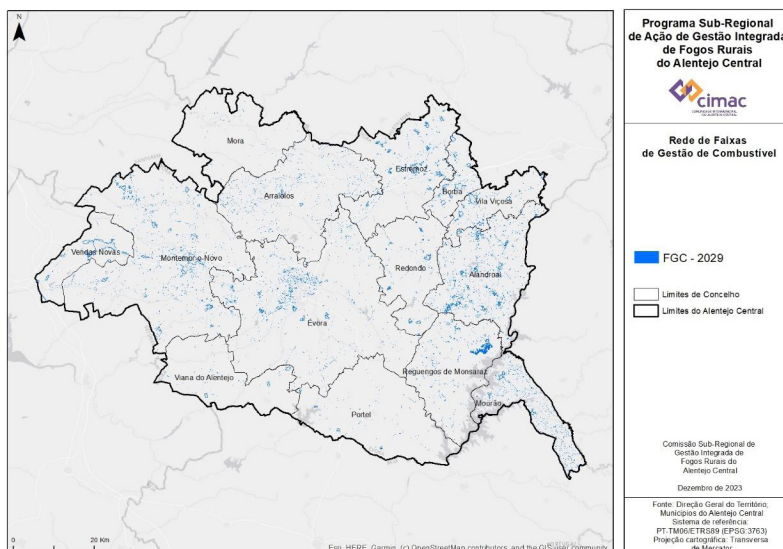 N
Mora
Estremoz
Borba
Arraiolos
Vila Viçosa
Vendas Novas
Montemor-o-Novo
Redondo
Alandroal
Évora
Viana do Alentejo
Reguengos de Monsaraz
Mourão
Portel
0 20 Km
Esri, HERE, Garmin, (c) OpenStreetMap contributors, and the GIS user community
Programa Sub-Regional
de Ação de Gestão Integrada
de Fogos Rurais
do Alentejo Central
cimac
COMUNIDADE INTERMUNICIPAL
DO ALENTEJO CENTRAL
Rede de Faixas
de Gestão de Combustível
FGC - 2029
Limites de Concelho
Limites do Alentejo Central
Comissão Sub-Regional de
Gestão Integrada de
Fogos Rurais do
Alentejo Central
Dezembro de 2023
Fonte: Direção Geral do Território;
Municípios do Alentejo Central
Sistema de referência:
PT-TM06/ETRS89 (EPSG:3763)
Projeção cartográfica: Transversa
de Mercator